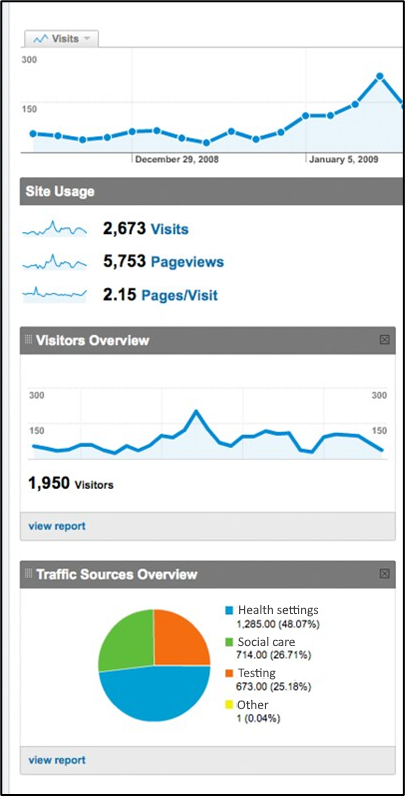 Visits
300
150
December 29, 2008
January 5, 2009
Site Usage
2,673 Visits
5,753 Pageviews
2.15 Pages/Visit
Visitors Overview
300 300
150 150
1,950 Visitors
view report
Traffic Sources Overview
Health settings
1,285.00 (48.07%)
Social care
714.00 (26.71%)
Testing
673.00 (25.18%)
Other
1 (0.04%)
view report